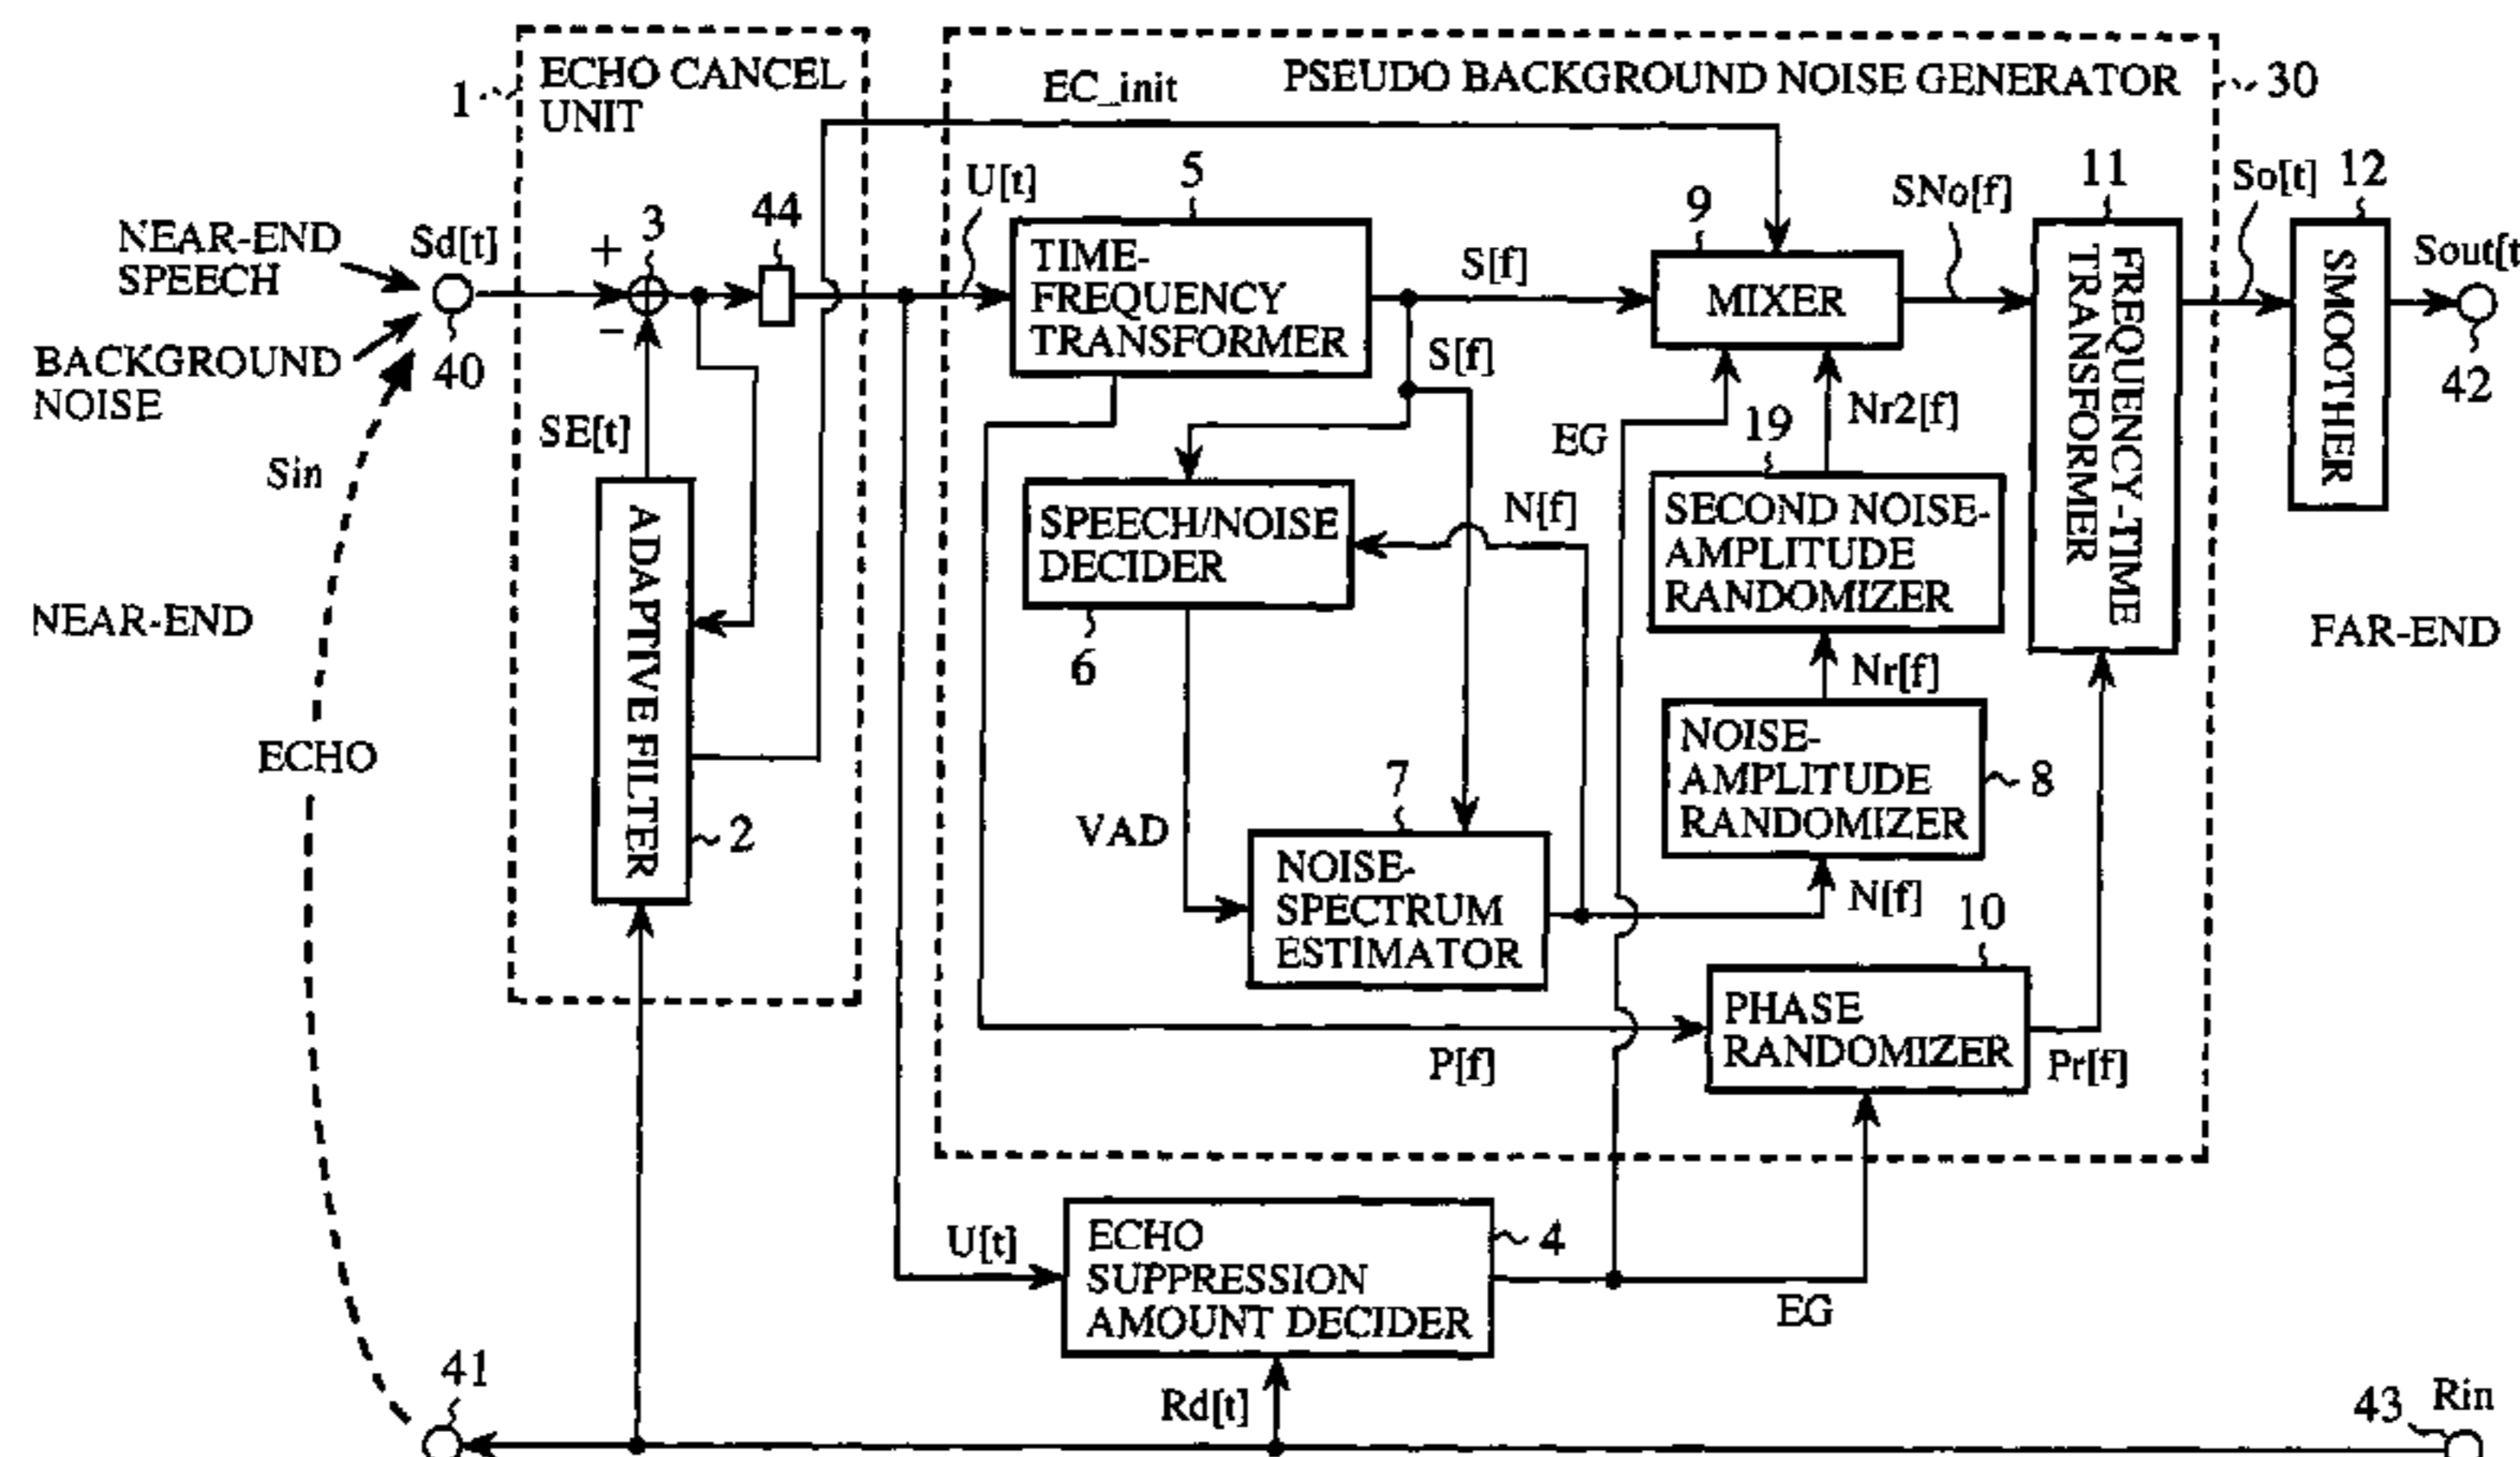 ECHO CANCEL
UNIT
1
EC_init
PSEUDO BACKGROUND NOISE GENERATOR
30
NEAR-END
SPEECH
Sd[t]
+
3
44
U[t]
5
TIME-
FREQUENCY
TRANSFORMER
S[f]
9
MIXER
SNo[f]
11
FREQUENCY-TIME
TRANSFORMER
So[t]
12
SMOOTHER
Sout[t
42
BACKGROUND
NOISE
40
−
SE[t]
S[f]
EG
19
Nr2[f]
Sin
SECOND NOISE-
AMPLITUDE
RANDOMIZER
SPEECH/NOISE
DECIDER
6
N[f]
NEAR-END
FAR-END
ADAPTIVE FILTER
2
Nr[f]
NOISE-
AMPLITUDE
RANDOMIZER
8
ECHO
VAD
7
NOISE-
SPECTRUM
ESTIMATOR
N[f]
10
PHASE
RANDOMIZER
P[f]
Pr[f]
U[t]
ECHO
SUPPRESSION
AMOUNT DECIDER
4
EG
41
Rd[t]
43
Rin